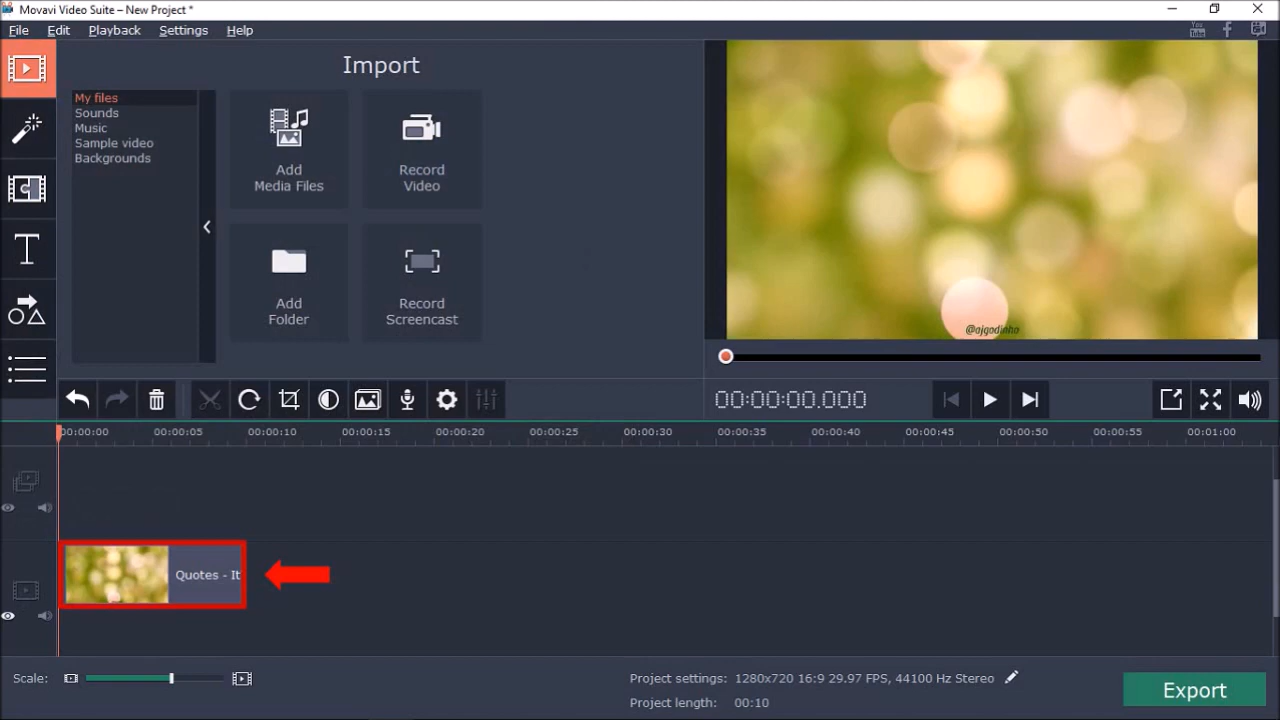 Movavi Video Suite – New Project *
File Edit Playback Settings Help
You
Tube
Import
My files
Sounds
Music
Sample video
Backgrounds
Add
Media Files
Record
Video
Add
Folder
Record
Screencast
@ajgodinho
00:00:00.000
00:00:00 00:00:05 00:00:10 00:00:15 00:00:20 00:00:25 00:00:30 00:00:35 00:00:40 00:00:45 00:00:50 00:00:55 00:01:00
Quotes - It
Scale:
Project settings: 1280x720 16:9 29.97 FPS, 44100 Hz Stereo
Project length: 00:10
Export